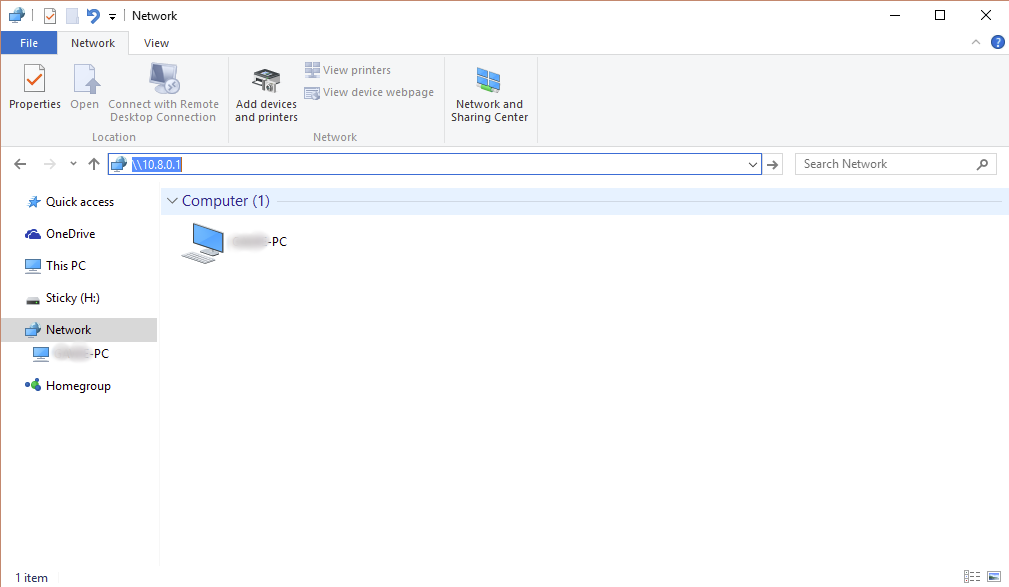 Network
File
Network
View
Properties
Open
Connect with Remote
Desktop Connection
Location
Add devices
and printers
View printers
View device webpage
Network
Network and
Sharing Center
\\10.8.0.1
Search Network
Quick access
OneDrive
This PC
Sticky (H:)
Network
-PC
Homegroup
Computer (1)
-PC
1 item